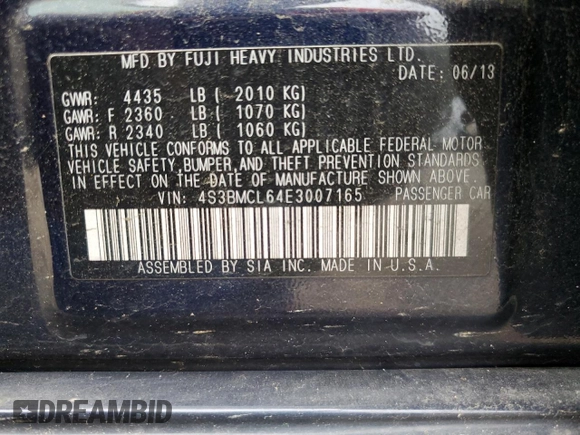 MFD BY FUJI HEAVY INDUSTRIES LTD.
DATE: 06/13
GVWR: 4435 LB ( 2010 KG)
GAWR: F 2360 LB ( 1070 KG)
GAWR: R 2340 LB ( 1060 KG)
THIS VEHICLE CONFORMS TO ALL APPLICABLE FEDERAL MOTOR
VEHICLE SAFETY, BUMPER, AND THEFT PREVENTION STANDARDS
IN EFFECT ON THE DATE OF MANUFACTURE SHOWN ABOVE.
VIN: 4S3BMCL64E3007165 PASSENGER CAR
ASSEMBLED BY SIA INC. MADE IN U.S.A.
DREAMBID